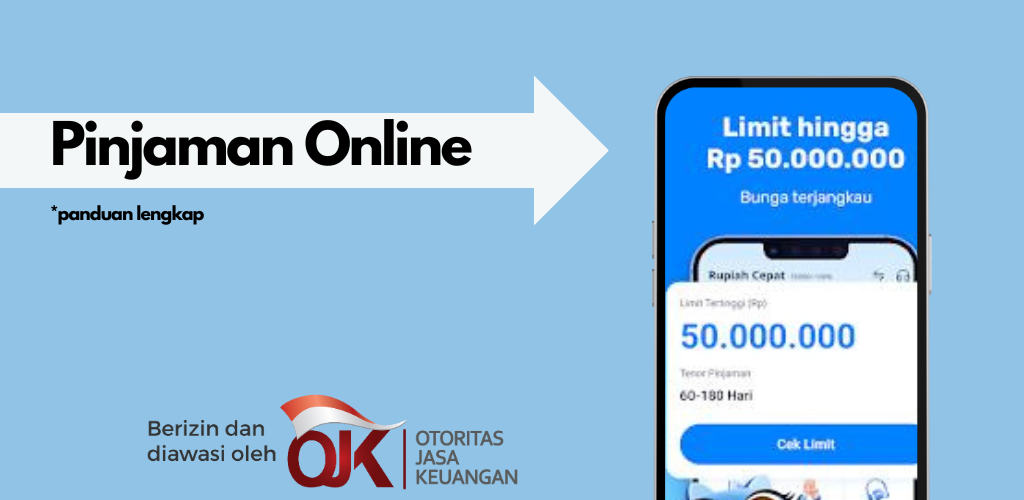 Pinjaman Online
*panduan lengkap
Berizin dan
diawasi oleh
OJK
OTORITAS
JASA
KEUANGAN
Limit hingga
Rp 50.000.000
Bunga terjangkau
Rupiah Cepat
Limit Tertinggi (Rp)
50.000.000
Tenor Pinjaman
60-180 Hari
Cek Limit